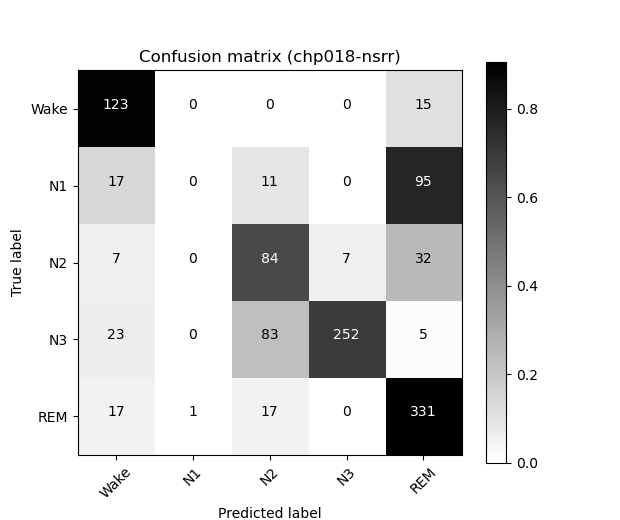 Confusion matrix (chp018-nsrr)
Wake 123 0 0 0 15
N1 17 0 11 0 95
N2 7 0 84 7 32
N3 23 0 83 252 5
REM 17 1 17 0 331
Wake N1 N2 N3 REM
Predicted label
True label
0.8
0.6
0.4
0.2
0.0